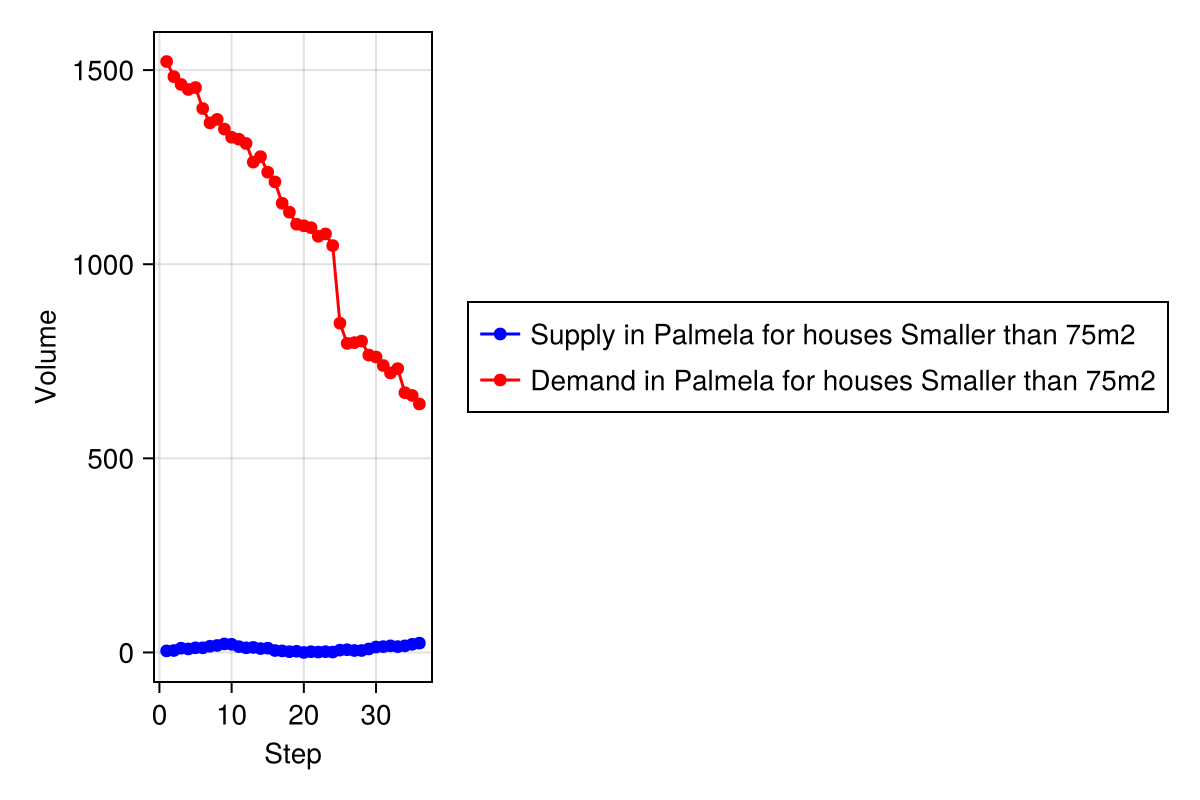 1500
1000
500
0
Volume
0 10 20 30
Step
Supply in Palmela for houses Smaller than 75m2
Demand in Palmela for houses Smaller than 75m2